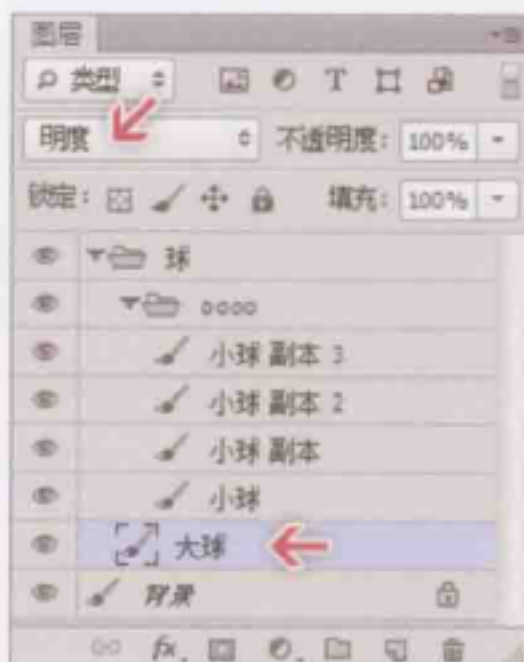 图层
类型 T
明度 不透明度: 100%
锁定: 填充: 100%
球
oooo
小球 副本 3
小球 副本 2
小球 副本
小球
大球
背景
fx